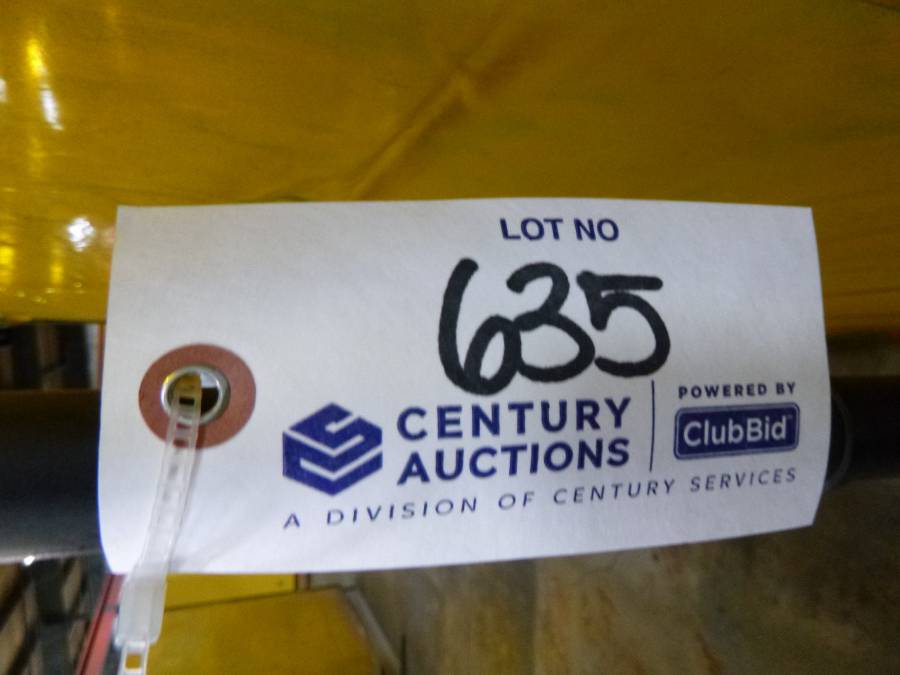 LOT NO
635
CENTURY
AUCTIONS
A DIVISION OF CENTURY SERVICES
POWERED BY
ClubBid